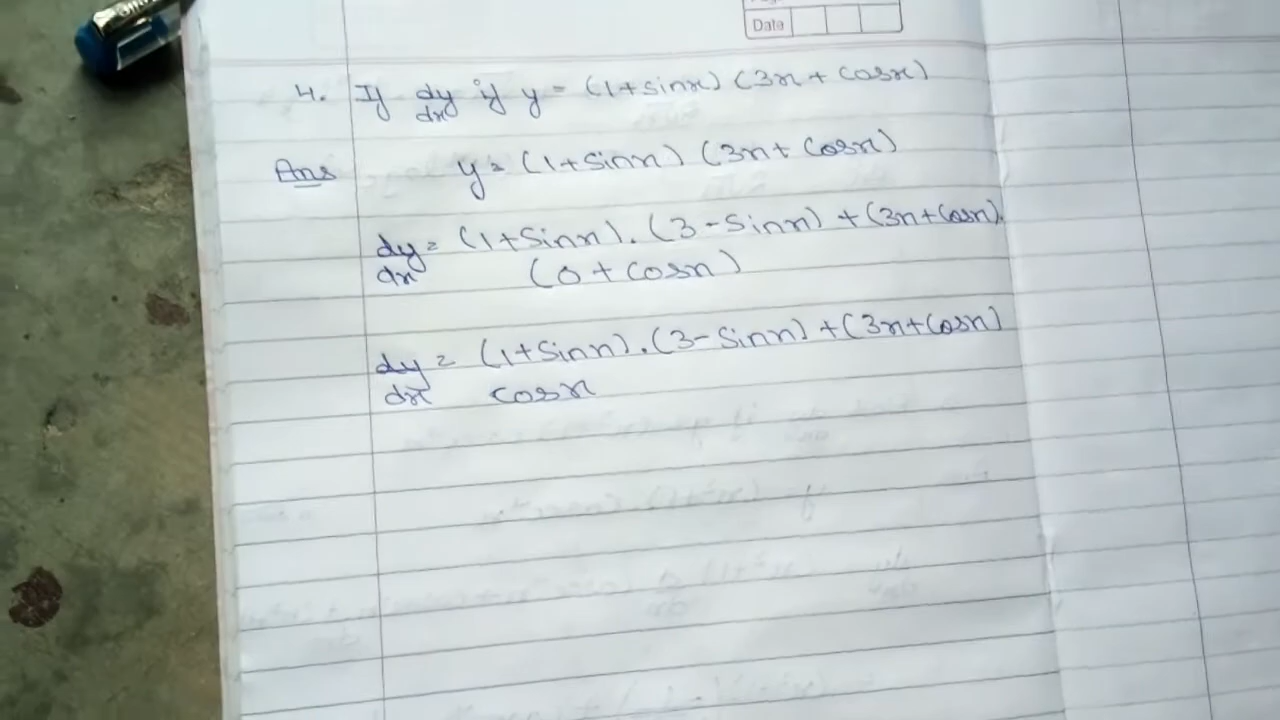 Data
4. If dy/dx if y = (1+sinx) (3x + cosx)
Ans y = (1+Sinx) (3x + Cosx)
dy/dx = (1+Sinx). (3-Sinx) + (3x+Cosx).
(0 + cosx)
dy/dx = (1+Sinx).(3-Sinx) + (3x+Cosx)
cosx